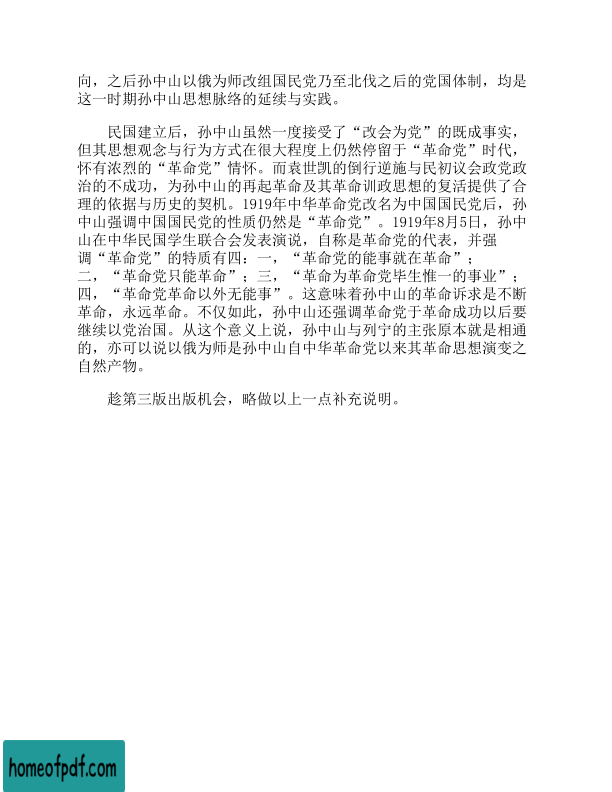 向，之后孙中山以俄为师改组国民党乃至北伐之后的党国体制，均是
这一时期孙中山思想脉络的延续与实践。
民国建立后，孙中山虽然一度接受了“改会为党”的既成事实，
但其思想观念与行为方式在很大程度上仍然停留于“革命党”时代，
怀有浓烈的“革命党”情怀。而袁世凯的倒行逆施与民初议会政党政
治的不成功，为孙中山的再起革命及其革命训政思想的复活提供了合
理的依据与历史的契机。1919年中华革命党改名为中国国民党后，孙
中山强调中国国民党的性质仍然是“革命党”。1919年8月5日，孙中
山在中华民国学生联合会发表演说，自称是革命党的代表，并强
调“革命党”的特质有四：一，“革命党的能事就在革命”；
二，“革命党只能革命”；三，“革命为革命党毕生惟一的事业”；
四，“革命党革命以外无能事”。这意味着孙中山的革命诉求是不断
革命，永远革命。不仅如此，孙中山还强调革命党于革命成功以后要
继续以党治国。从这个意义上说，孙中山与列宁的主张原本就是相通
的，亦可以说以俄为师是孙中山自中华革命党以来其革命思想演变之
自然产物。
趁第三版出版机会，略做以上一点补充说明。
homeofpdf.com